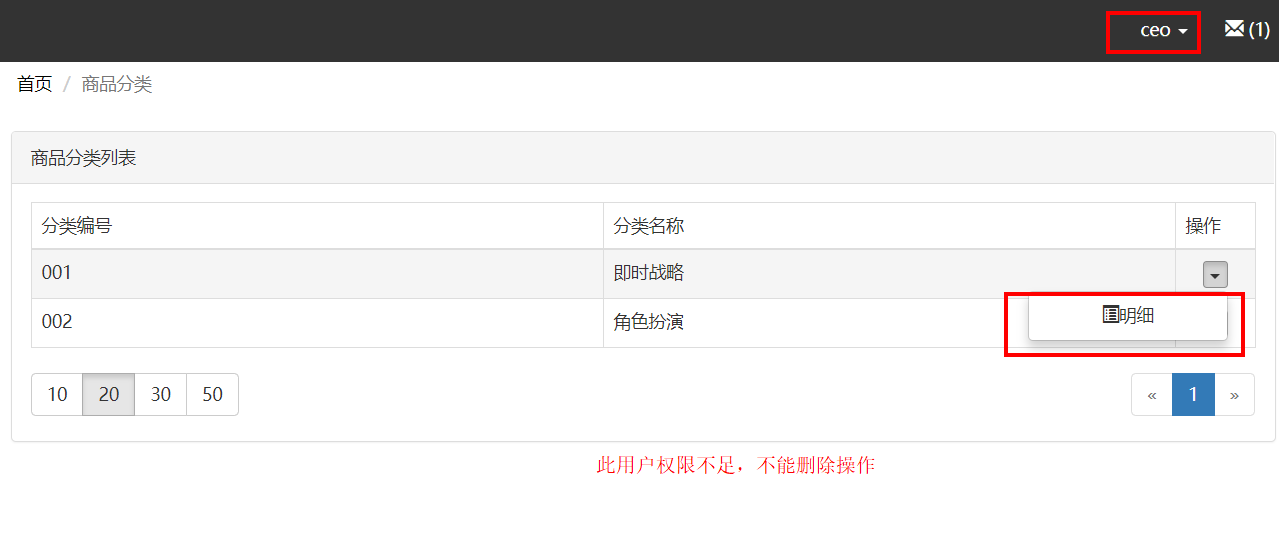 ceo (1)
首页 / 商品分类
商品分类列表
分类编号 分类名称 操作
001 即时战略
002 角色扮演
明细
10 20 30 50 « 1 »
此用户权限不足，不能删除操作